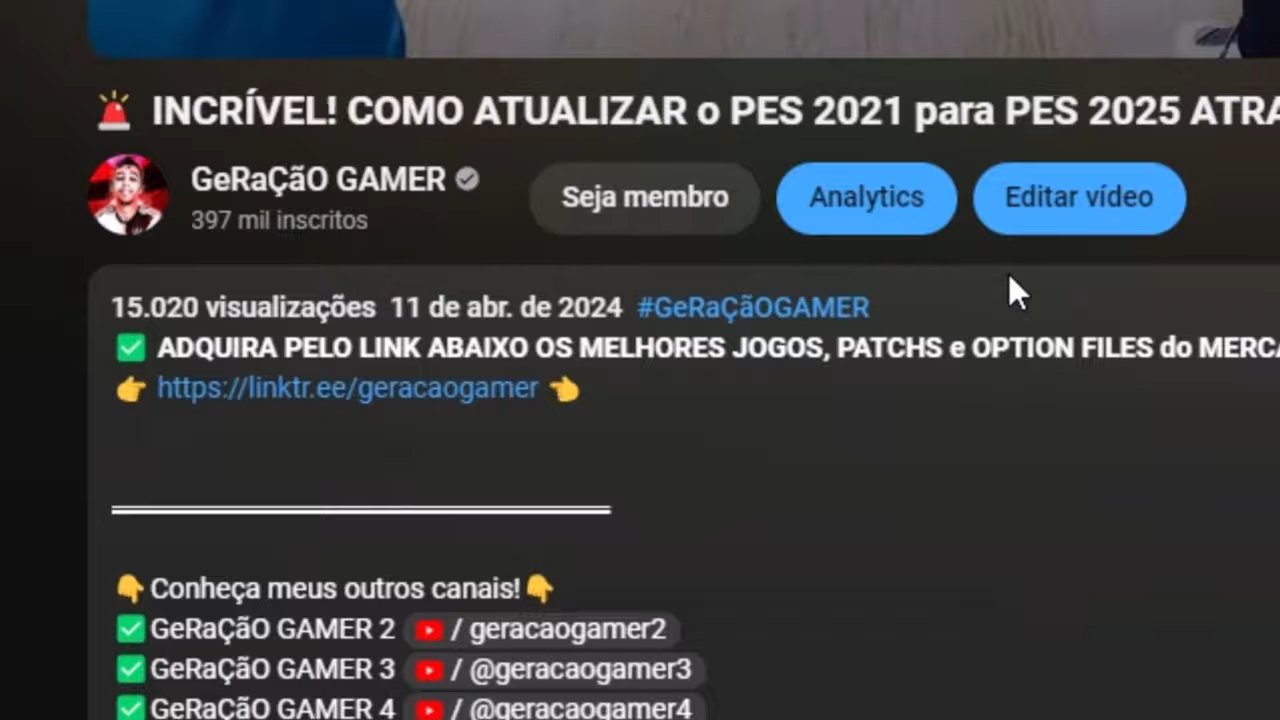 INCRÍVEL! COMO ATUALIZAR o PES 2021 para PES 2025
GeRaÇãO GAMER
397 mil inscritos
Seja membro
Analytics
Editar vídeo
15.020 visualizações 11 de abr. de 2024 #GeRaÇãOGAMER
ADQUIRA PELO LINK ABAIXO OS MELHORES JOGOS, PATCHS e OPTION FILES do
https://linktr.ee/geracaogamer
Conheça meus outros canais!
GeRaÇãO GAMER 2 / geracaogamer2
GeRaÇãO GAMER 3 / @geracaogamer3
GeRaÇãO GAMER 4 / @geracaogamer4